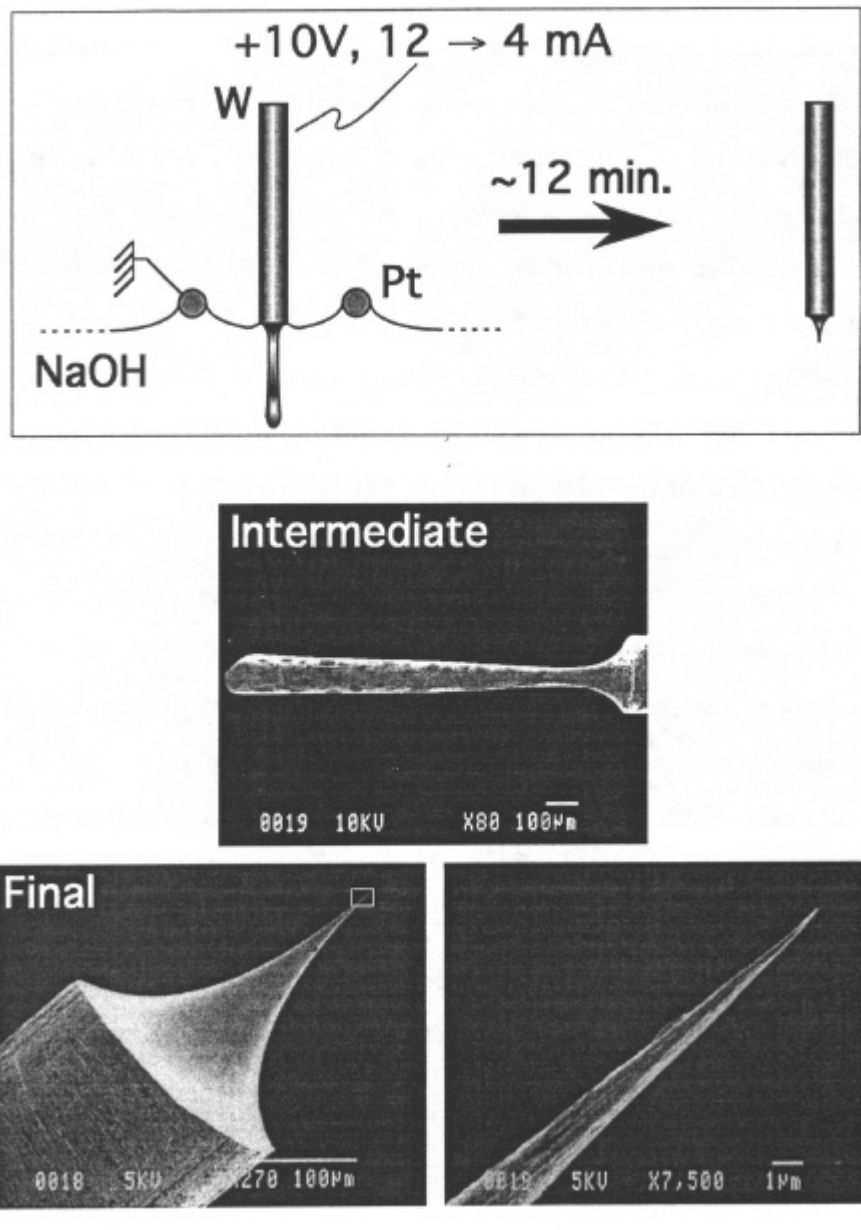 +10V, 12 → 4 mA
W
~12 min.
Pt
NaOH
Intermediate
0019 10KV X80 100µm
Final
0018 5KV X270 100µm
0019 5KV X7,500 1µm